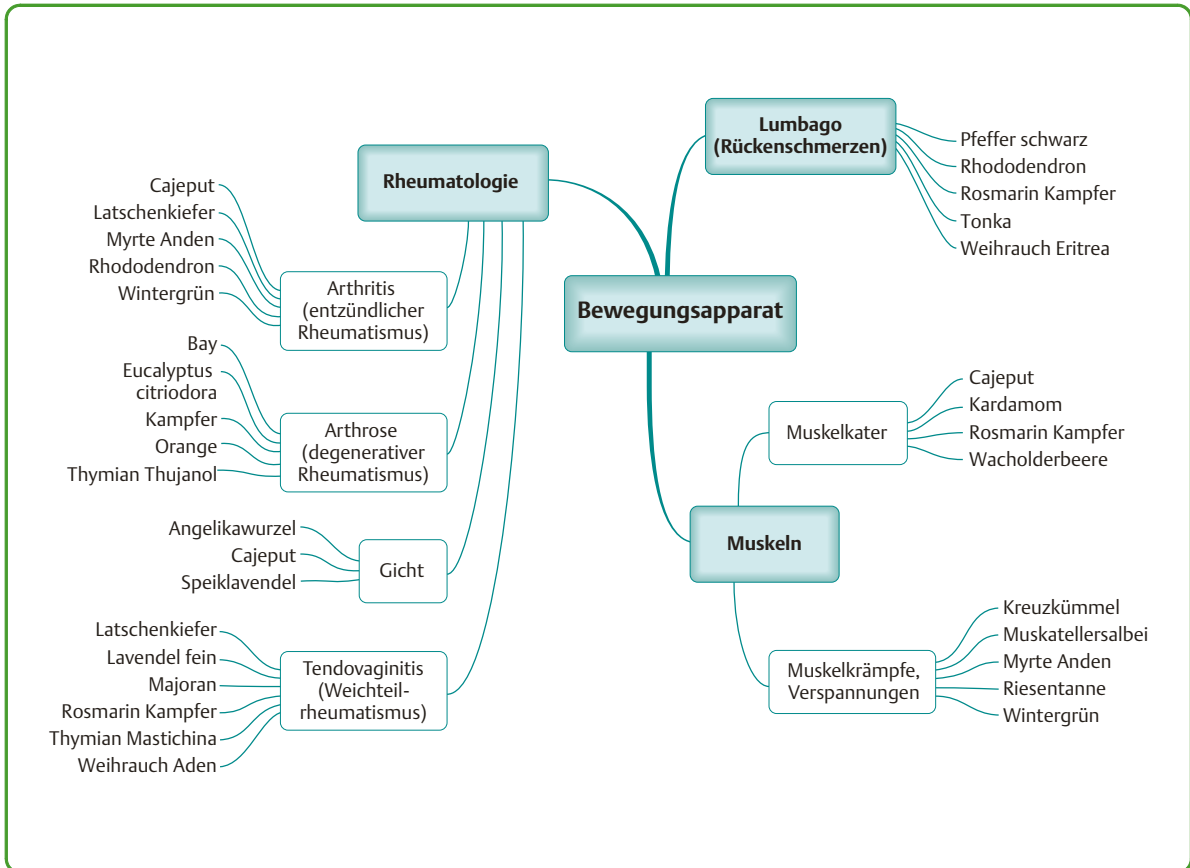 Bewegungsapparat
Lumbago
(Rückenschmerzen)
Pfeffer schwarz
Rhododendron
Rosmarin Kampfer
Tonka
Weihrauch Eritrea
Rheumatologie
Cajeput
Latschenkiefer
Myrte Anden
Rhododendron
Wintergrün
Arthritis
(entzündlicher
Rheumatismus)
Bay
Eucalyptus
citriodora
Kampfer
Orange
Thymian Thujanol
Arthrose
(degenerativer
Rheumatismus)
Angelikawurzel
Cajeput
Speiklavendel
Gicht
Latschenkiefer
Lavendel fein
Majoran
Rosmarin Kampfer
Thymian Mastichina
Weihrauch Aden
Tendovaginitis
(Weichteil-
rheumatismus)
Muskeln
Muskelkater
Cajeput
Kardamom
Rosmarin Kampfer
Wacholderbeere
Muskelkrämpfe,
Verspannungen
Kreuzkümmel
Muskatellersalbei
Myrte Anden
Riesentanne
Wintergrün